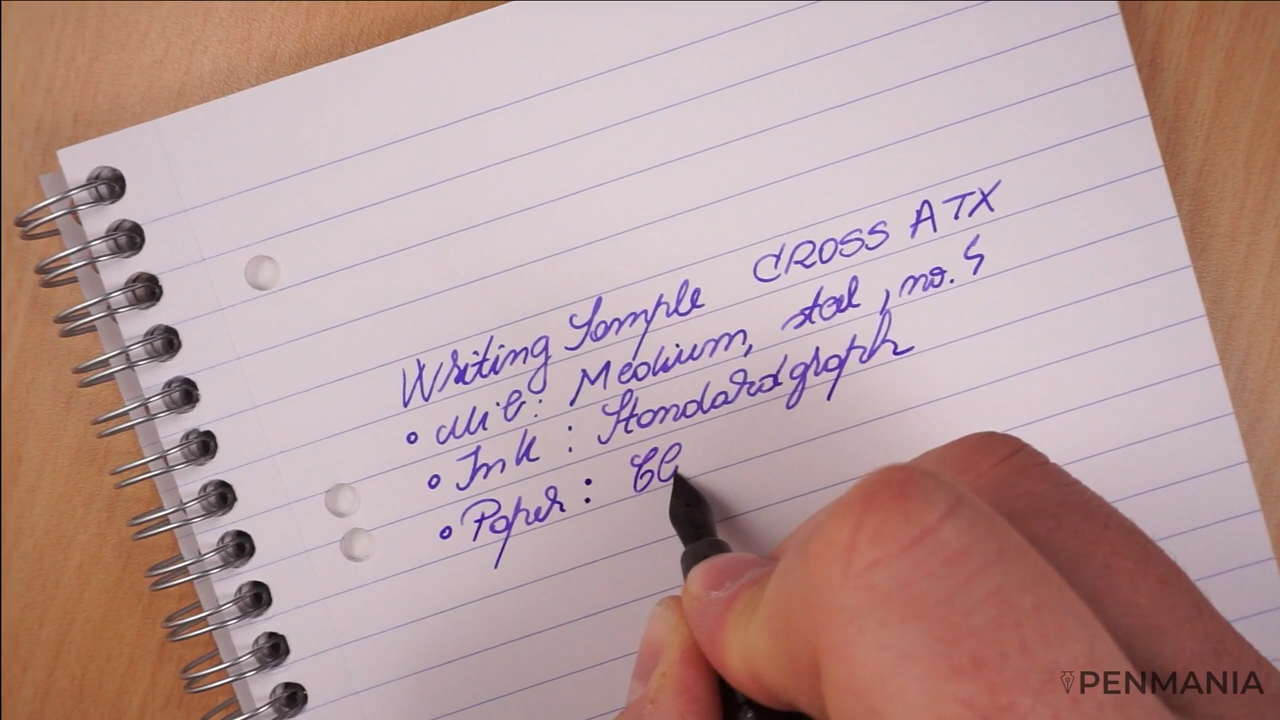 Writing Sample CROSS ATX
• Nib: Medium, steel, no. 5
• Ink: Standardgraph
• Paper:
PENMANIA